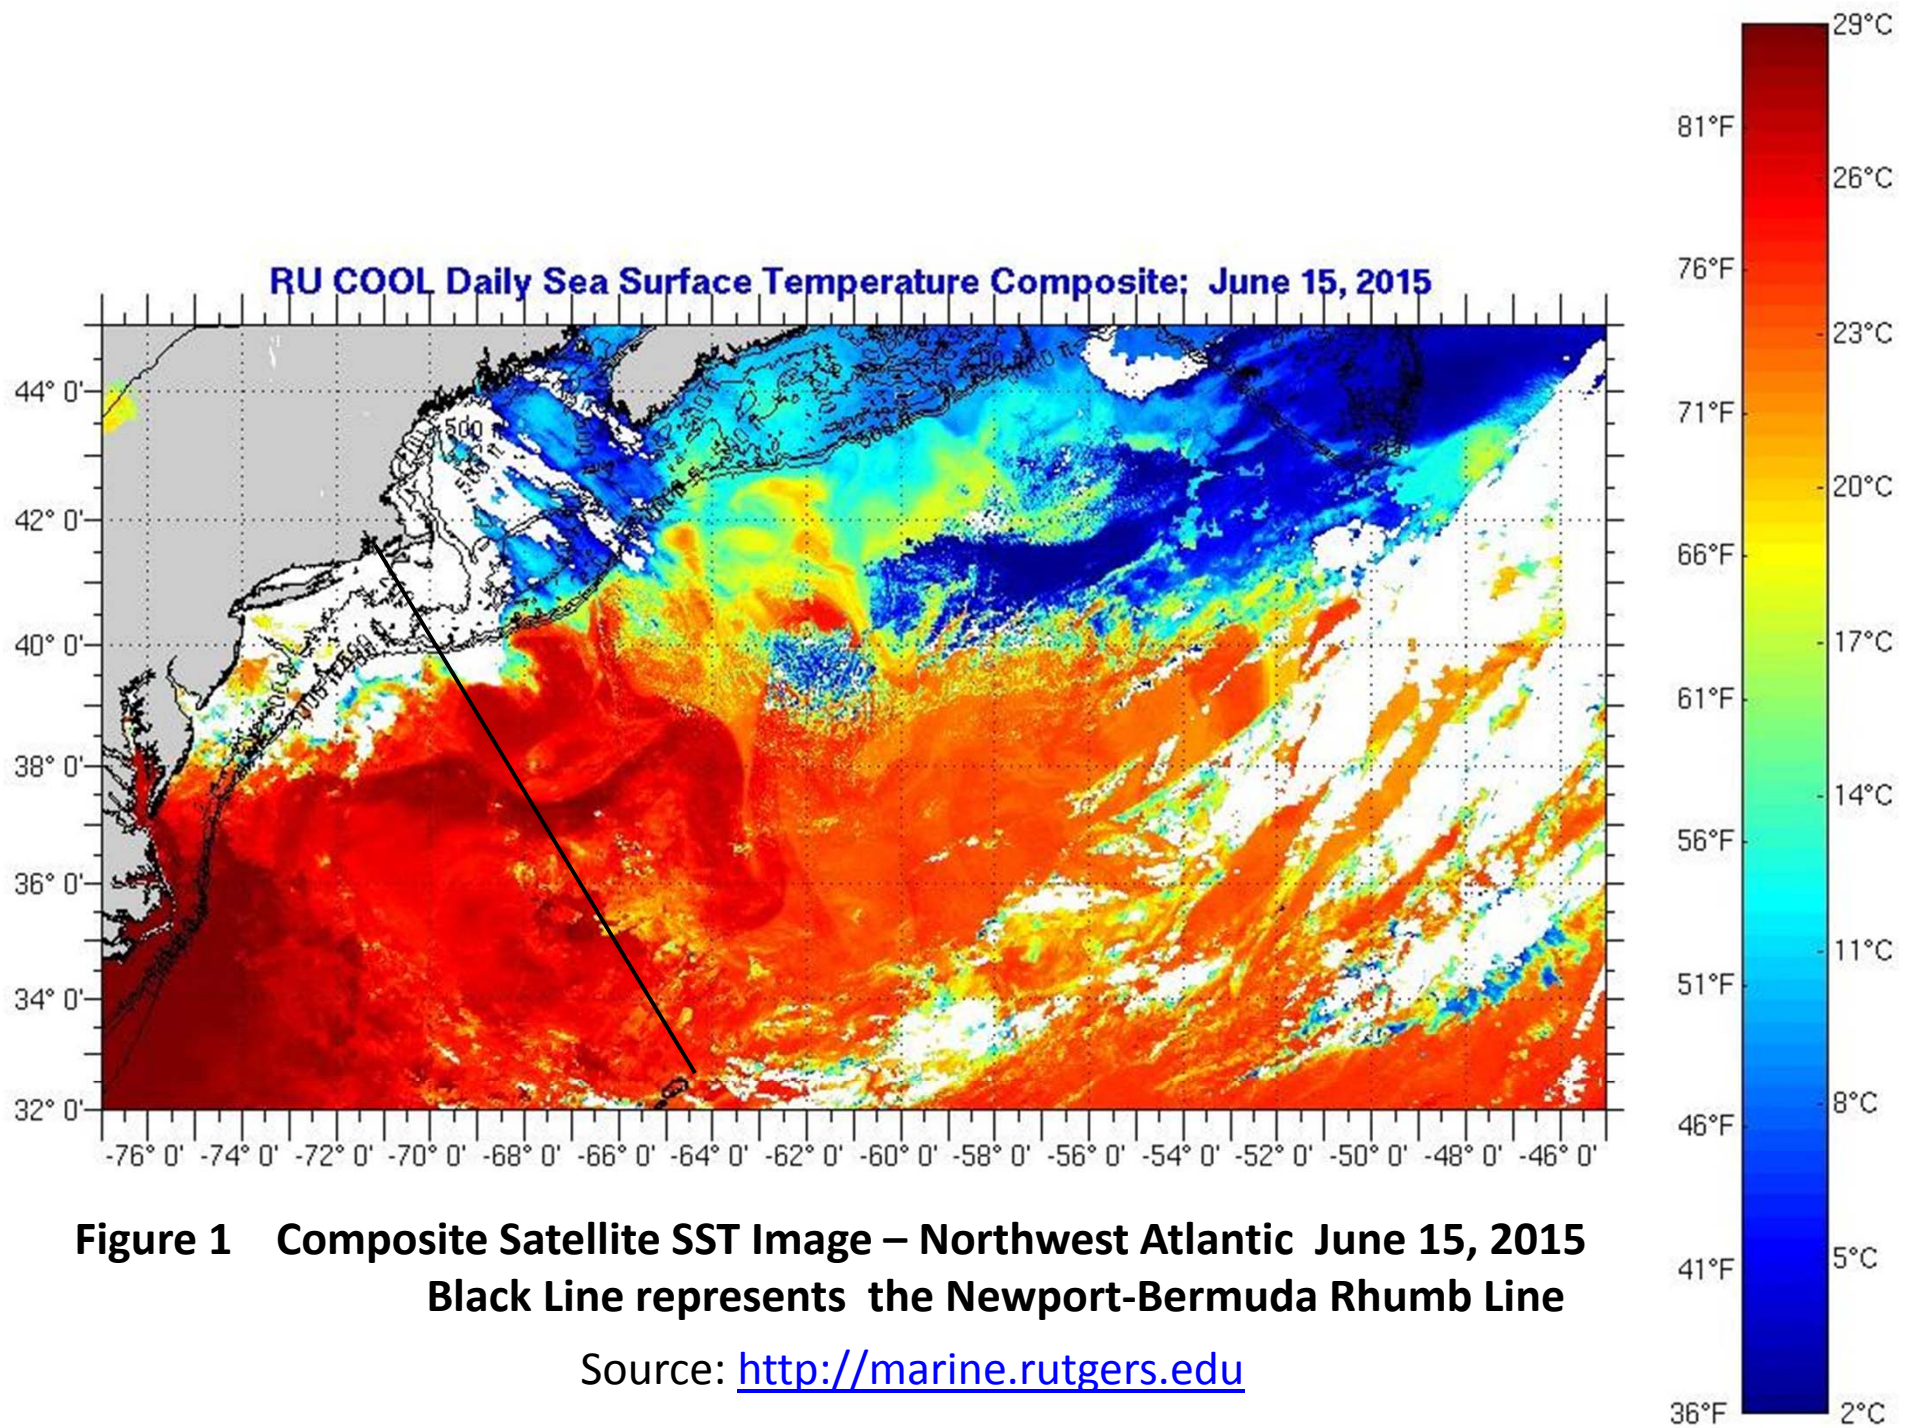 29°C
81°F
26°C
RU COOL Daily Sea Surface Temperature Composite: June 15, 2015
76°F
23°C
44° 0'
71°F
500 ft
20°C
42° 0'
66°F
40° 0'
17°C
61°F
38° 0'
14°C
56°F
36° 0'
11°C
51°F
34° 0'
8°C
32° 0'
46°F
-76° 0' -74° 0' -72° 0' -70° 0' -68° 0' -66° 0' -64° 0' -62° 0' -60° 0' -58° 0' -56° 0' -54° 0' -52° 0' -50° 0' -48° 0' -46° 0'
Figure 1 Composite Satellite SST Image – Northwest Atlantic June 15, 2015
5°C
41°F
Black Line represents the Newport-Bermuda Rhumb Line
Source: http://marine.rutgers.edu
36°F 2°C